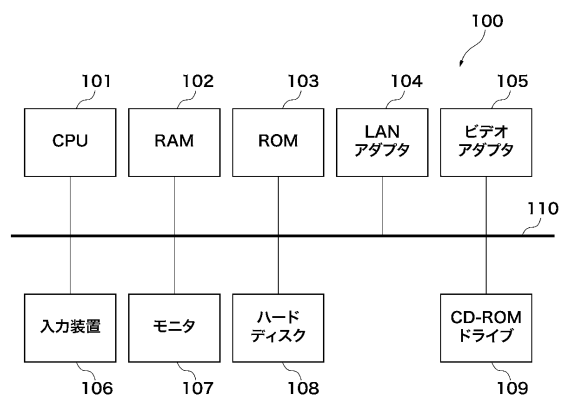 100
101
102
103
104
105
CPU
RAM
ROM
LAN
アダプタ
ビデオ
アダプタ
110
入力装置
モニタ
ハード
ディスク
CD-ROM
ドライブ
106
107
108
109